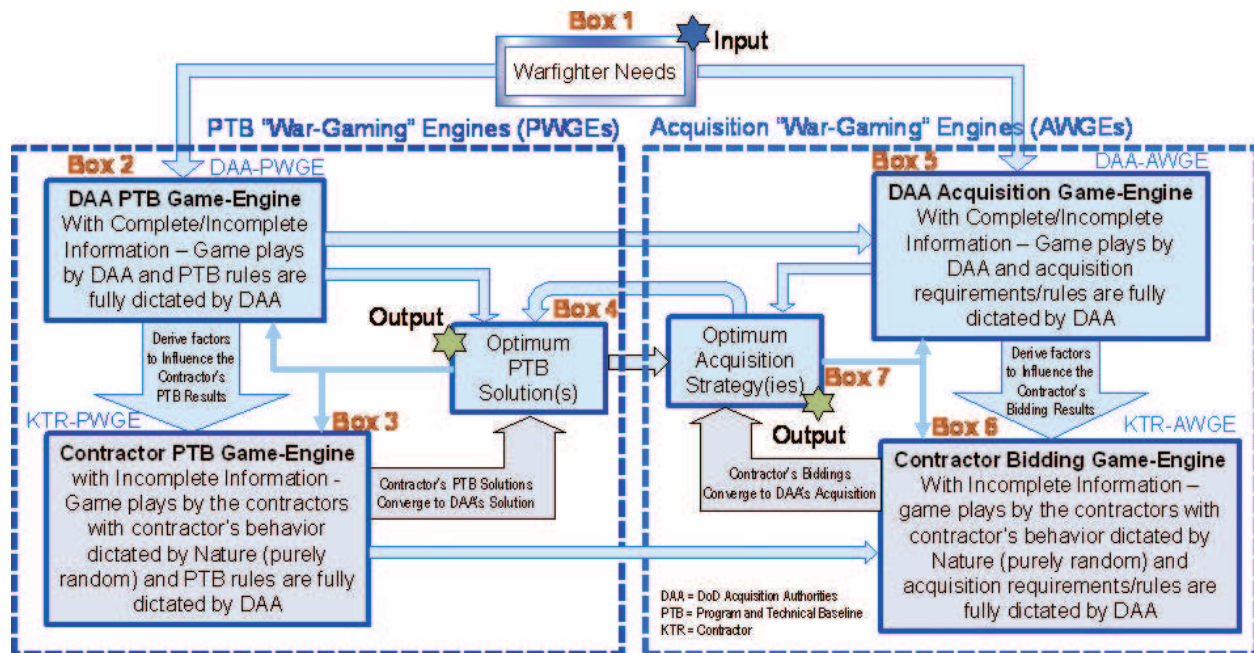 Box 1
Input
Warfighter Needs
PTB "War-Gaming" Engines (PWGEs)
Acquisition "War-Gaming" Engines (AWGEs)
Box 2
DAA-PWGE
DAA PTB Game-Engine
With Complete/Incomplete
Information – Game plays
by DAA and PTB rules are
fully dictated by DAA
Box 5
DAA-AWGE
DAA Acquisition Game-Engine
With Complete/Incomplete
Information – Game plays by
DAA and acquisition
requirements/rules are fully
dictated by DAA
Derive factors
to Influence the
Contractor's
PTB Results
Output
Box 4
Optimum
PTB
Solution(s)
Optimum
Acquisition
Strategy(ies)
Box 7
Output
Derive factors
to Influence the
Contractor's
Bidding Results
KTR-PWGE
Box 3
Contractor PTB Game-Engine
with Incomplete Information -
Game plays by the contractors
with contractor's behavior
dictated by Nature (purely
random) and PTB rules are fully
dictated by DAA
Contractor's PTB Solutions
Converge to DAA's Solution
Contractor's Biddings
Converge to DAA's Acquisition
Box 6
KTR-AWGE
Contractor Bidding Game-Engine
With Incomplete Information –
game plays by the contractors with
contractor's behavior dictated by
Nature (purely random) and
acquisition requirements/rules are
fully dictated by DAA
DAA = DoD Acquisition Authorities
PTB = Program and Technical Baseline
KTR = Contractor